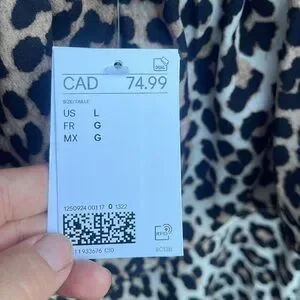 CAD 74.99
SIZE/TAILLE
US L
FR G
MX G
1250924 00117 0 1322